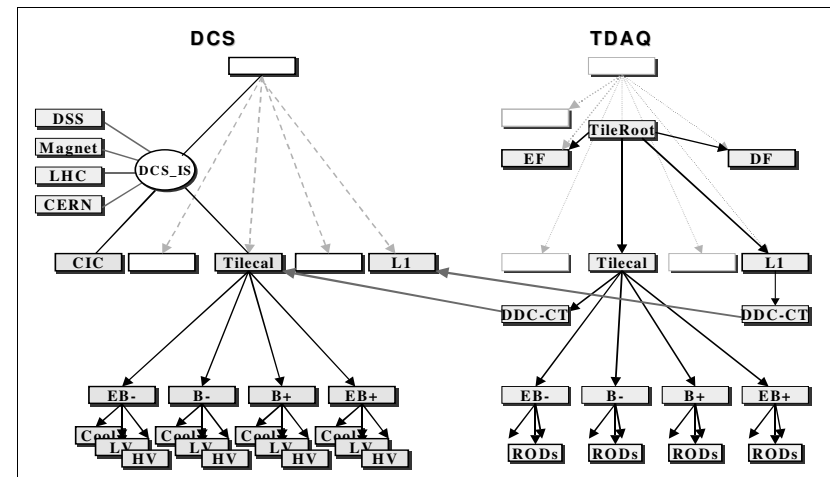 DCS
TDAQ
DSS
Magnet
LHC
CERN
DCS_IS
TileRoot
EF
DF
CIC
Tilecal
L1
Tilecal
L1
DDC-CT
DDC-CT
EB-
B-
B+
EB+
EB-
B-
B+
EB+
Cool
LV
HV
Cool
LV
HV
Cool
LV
HV
Cool
LV
HV
RODs
RODs
RODs
RODs